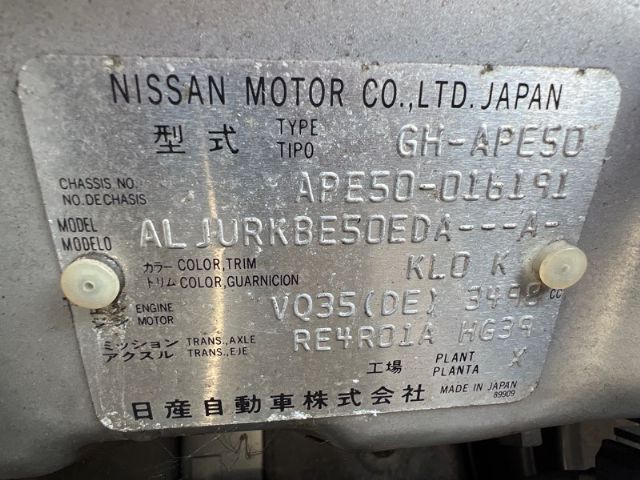 NISSAN MOTOR CO.,LTD. JAPAN
型式 TYPE TIPO GH-APE50
CHASSIS NO. NO.DE CHASIS APE50-016191
MODEL MODELO ALJURKBE50EDA---A-
カラー COLOR,TRIM
トリム COLOR,GUARNICION KL0 K
ENGINE MOTOR VQ35(DE) 3498 CC
ミッション TRANS.,AXLE
アクスル TRANS.,EJE RE4R01A HG39
工場 PLANT PLANTA X
日産自動車株式会社 MADE IN JAPAN
89909